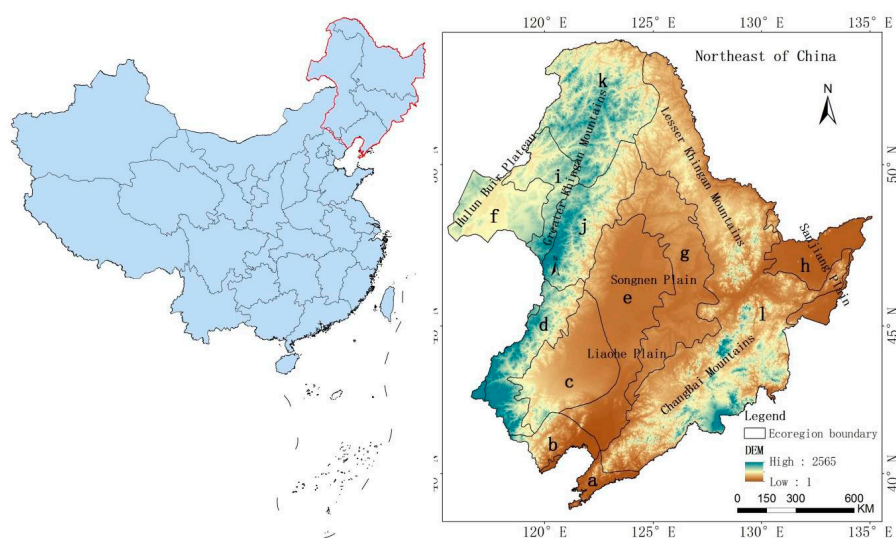 120° E 125° E 130° E 135° E
Northeast of China
N
k
Lesser Khingan Mountains
50° N
50° N
Hulun Buir Plateau
Greater Khingan Mountains
i
f
j
g
h
Sanjiang Plain
Songnen Plain
e
l
45° N
d
Liaohe Plain
c
ChangBai Mountains
Legend
Ecoregion boundary
DEM
High : 2565
Low : 1
b
a
40° N
0 150 300 600
KM
120° E 125° E 130° E 135° E